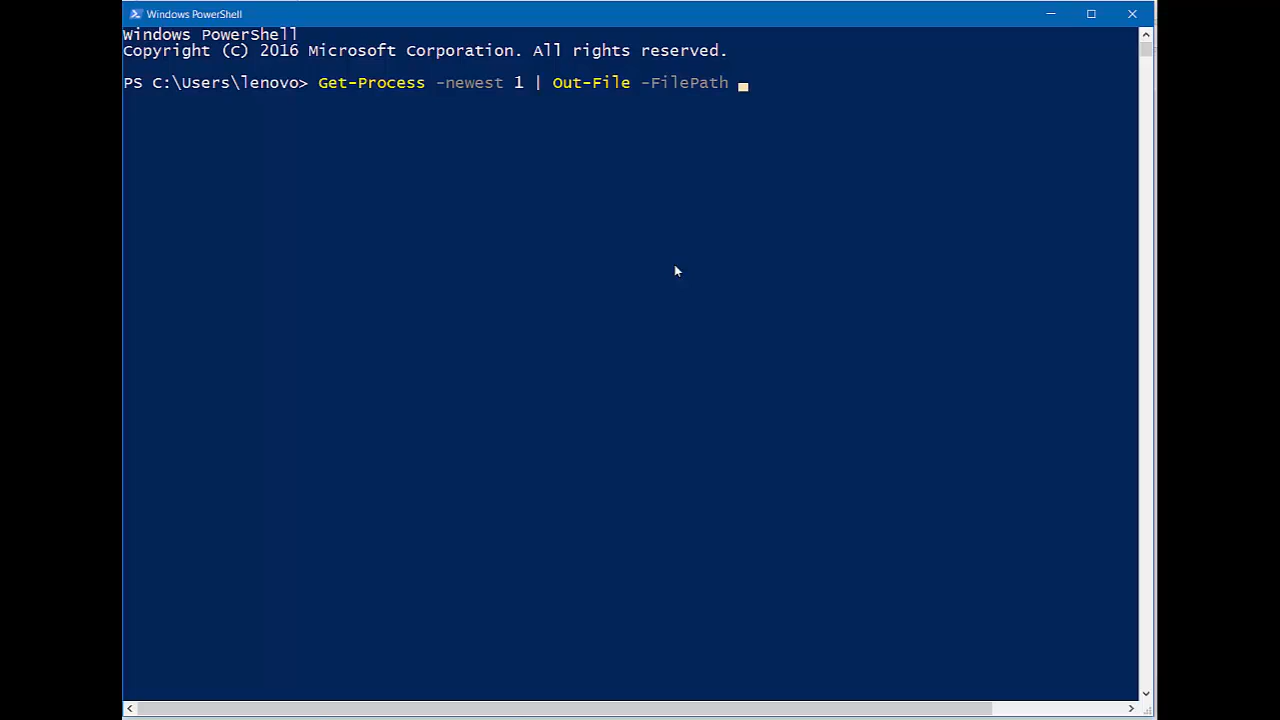 Windows PowerShell
Windows PowerShell
Copyright (C) 2016 Microsoft Corporation. All rights reserved.
PS C:\Users\lenovo> Get-Process -newest 1 | Out-File -FilePath